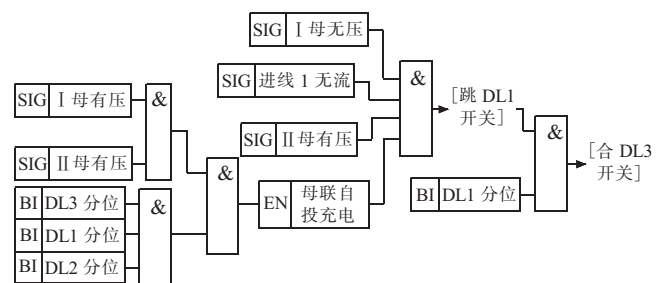 SIG Ⅰ母无压
SIG 进线 1 无流
SIG Ⅱ母有压
&
[跳 DL1
开关]
SIG Ⅰ母有压
SIG Ⅱ母有压
&
BI DL3 分位
BI DL1 分位
BI DL2 分位
&
&
EN 母联自
投充电
BI DL1 分位
&
[合 DL3
开关]